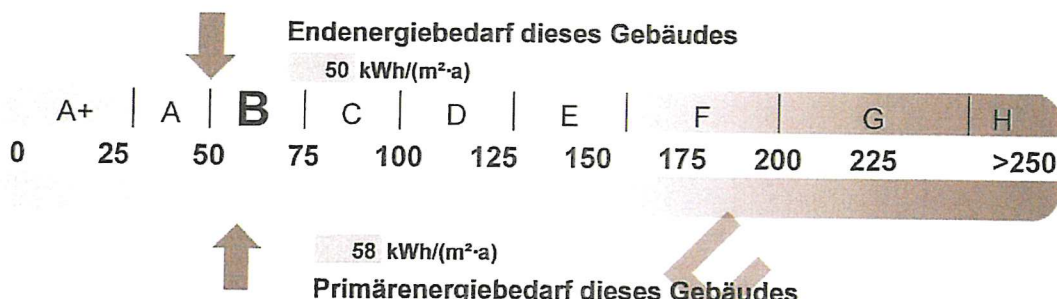 Endenergiebedarf dieses Gebäudes
50 kWh/(m²·a)
A+ A B C D E F G H
0 25 50 75 100 125 150 175 200 225 >250
58 kWh/(m²·a)
Primärenergiebedarf dieses Gebäudes